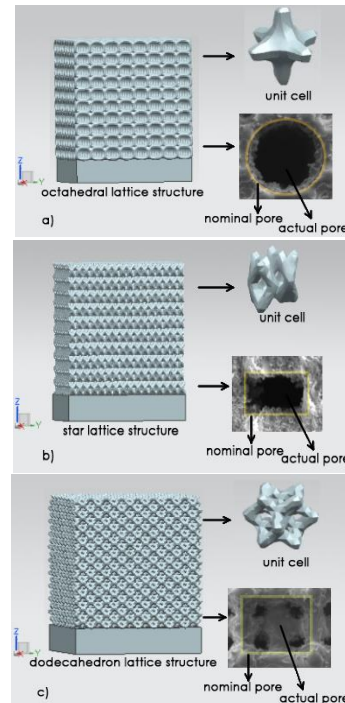 unit cell
octahedral lattice structure
nominal pore
actual pore
Z
Y
a)
unit cell
star lattice structure
nominal pore
actual pore
Z
Y
b)
unit cell
dodecahedron lattice structure
nominal pore
actual pore
Z
Y
c)